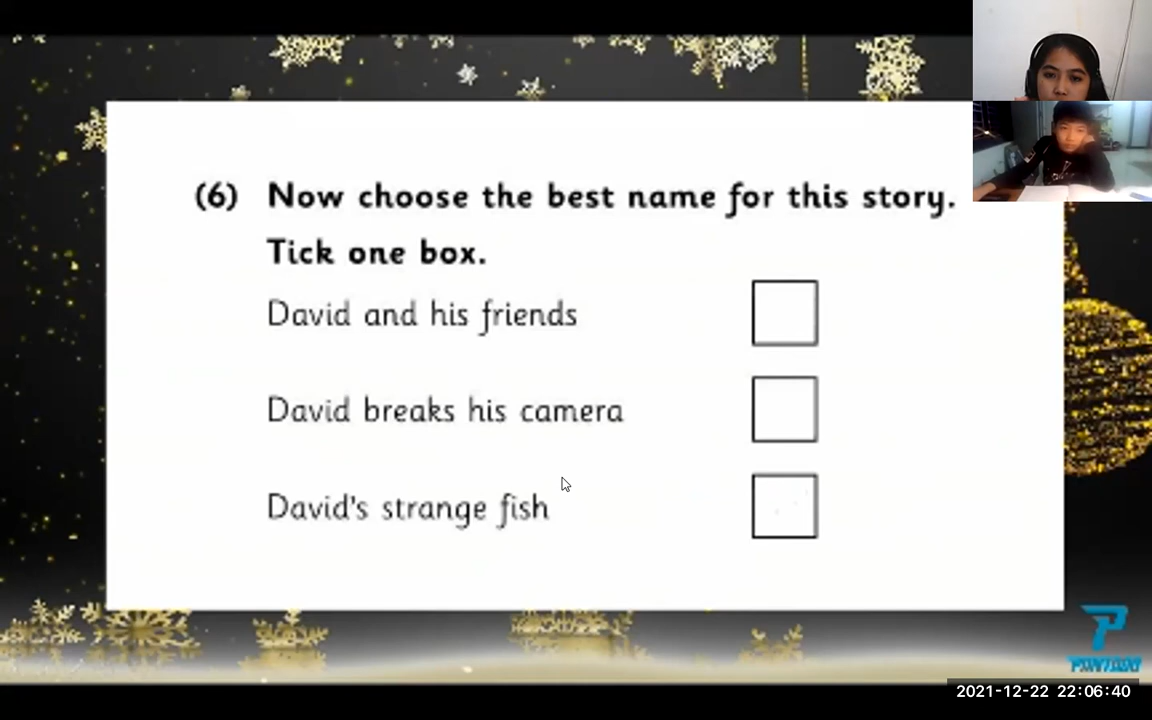 (6) Now choose the best name for this story.
Tick one box.
David and his friends
David breaks his camera
David's strange fish
2021-12-22 22:06:40